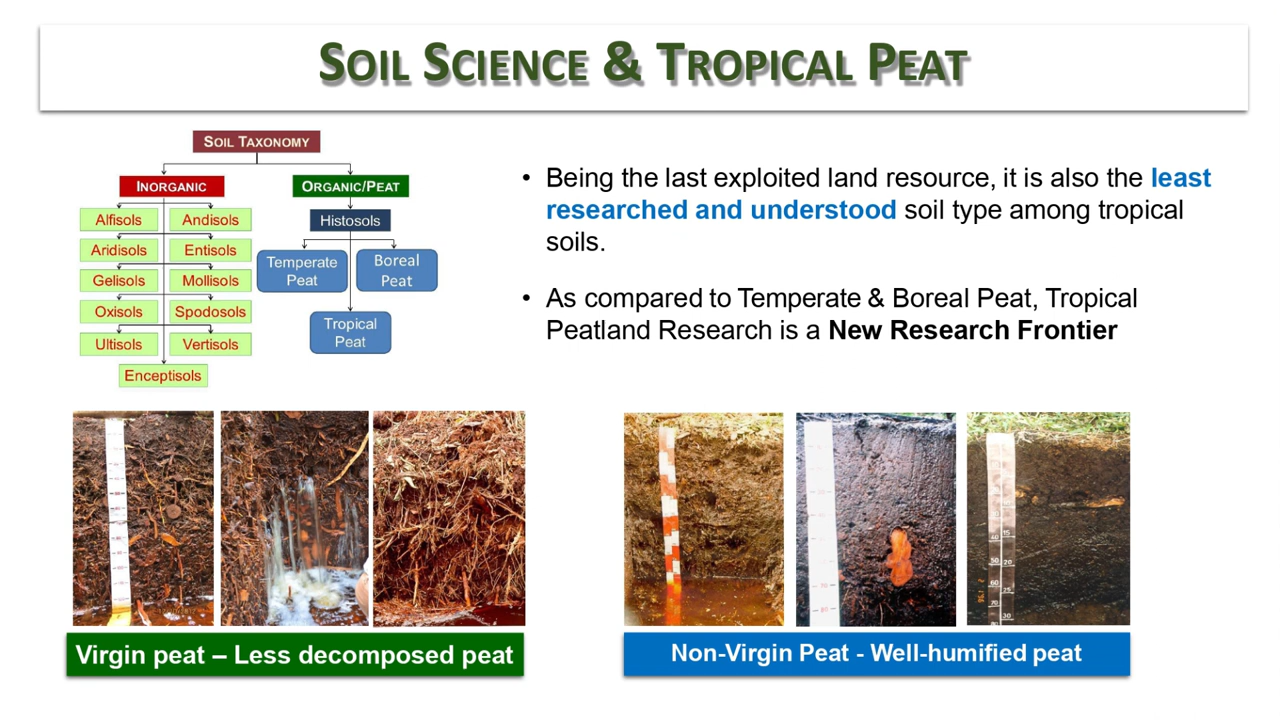 SOIL SCIENCE & TROPICAL PEAT
SOIL TAXONOMY
INORGANIC
ORGANIC/PEAT
Alfisols
Andisols
Histosols
Aridisols
Entisols
Temperate
Peat
Boreal
Peat
Gelisols
Mollisols
Oxisols
Spodosols
Tropical
Peat
Ultisols
Vertisols
Enceptisols
• Being the last exploited land resource, it is also the least
researched and understood soil type among tropical
soils.
• As compared to Temperate & Boreal Peat, Tropical
Peatland Research is a New Research Frontier
Virgin peat – Less decomposed peat
Non-Virgin Peat - Well-humified peat